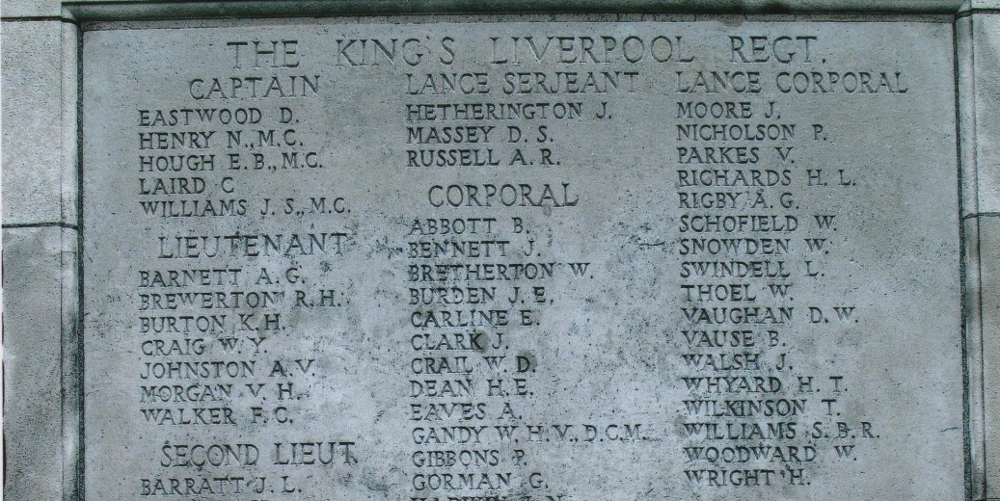 THE KING'S LIVERPOOL REGT.
CAPTAIN
EASTWOOD D.
HENRY N., M.C.
HOUGH E. B., M.C.
LAIRD C
WILLIAMS J. S., M.C.
LIEUTENANT
BARNETT A. G.
BREWERTON R. H.
BURTON K. H.
CRAIG W. Y.
JOHNSTON A. V.
MORGAN V. H.
WALKER F. C.
SECOND LIEUT.
BARRATT J. L.
LANCE SERJEANT
HETHERINGTON J.
MASSEY D. S.
RUSSELL A. R.
CORPORAL
ABBOTT B.
BENNETT J.
BRETHERTON W.
BURDEN J. E.
CARLINE E.
CLARK J.
CRAIL W. D.
DEAN H. E.
EAVES A.
GANDY W. H. V., D.C.M.
GIBBONS P.
GORMAN G.
LANCE CORPORAL
MOORE J.
NICHOLSON P.
PARKES V.
RICHARDS H. L.
RIGBY A. G.
SCHOFIELD W.
SNOWDEN W.
SWINDELL L.
THOEL W.
VAUGHAN D. W.
VAUSE B.
WALSH J.
WHYARD H. T.
WILKINSON T.
WILLIAMS S. B. R.
WOODWARD W.
WRIGHT H.